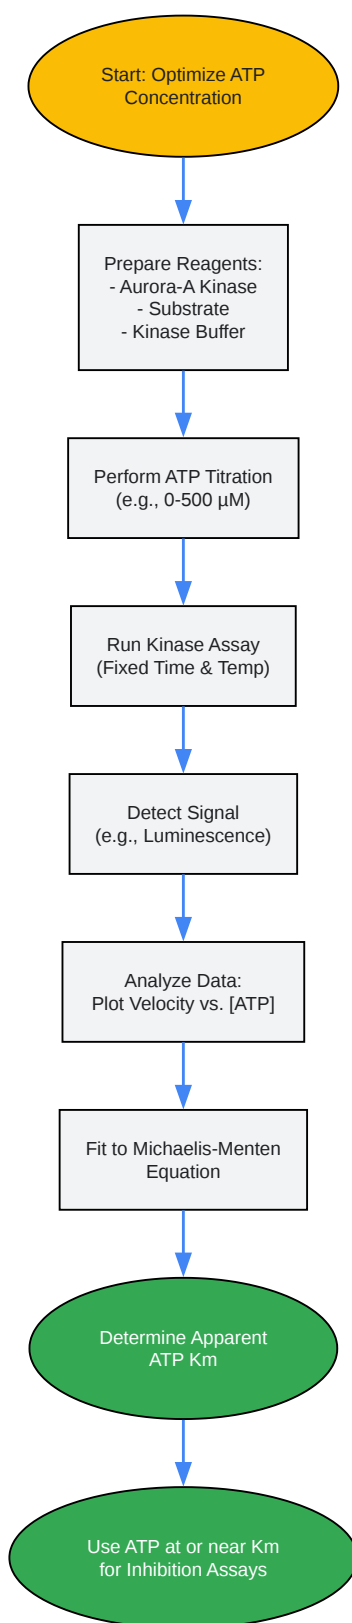 Start: Optimize ATP
Concentration
Prepare Reagents:
- Aurora-A Kinase
- Substrate
- Kinase Buffer
Perform ATP Titration
(e.g., 0-500 µM)
Run Kinase Assay
(Fixed Time & Temp)
Detect Signal
(e.g., Luminescence)
Analyze Data:
Plot Velocity vs. [ATP]
Fit to Michaelis-Menten
Equation
Determine Apparent
ATP Km
Use ATP at or near Km
for Inhibition Assays